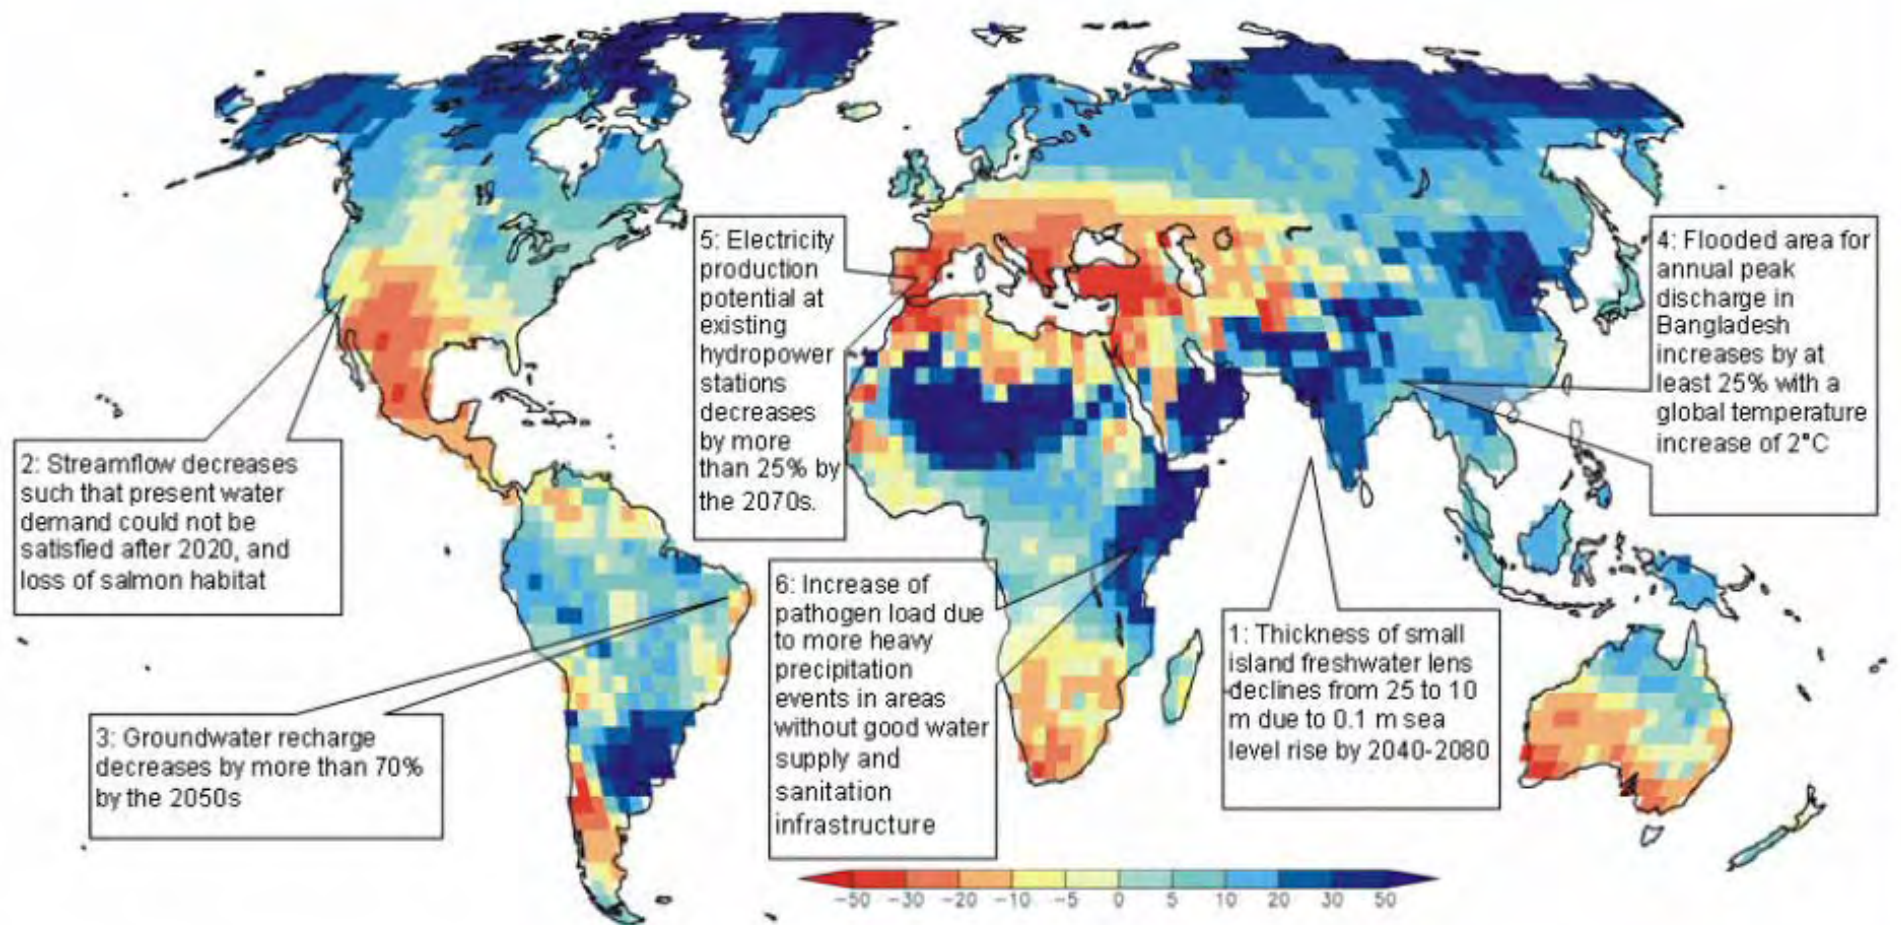 5: Electricity
production
potential at
existing
hydropower
stations
decreases
by more
than 25% by
the 2070s.
4: Flooded area for
annual peak
discharge in
Bangladesh
increases by at
least 25% with a
global temperature
increase of 2°C
2: Streamflow decreases
such that present water
demand could not be
satisfied after 2020, and
loss of salmon habitat
6: Increase of
pathogen load due
to more heavy
precipitation
events in areas
without good water
supply and
sanitation
infrastructure
1: Thickness of small
island freshwater lens
declines from 25 to 10
m due to 0.1 m sea
level rise by 2040-2080
3: Groundwater recharge
decreases by more than 70%
by the 2050s
-50 -30 -20 -10 -5 0 5 10 20 30 50